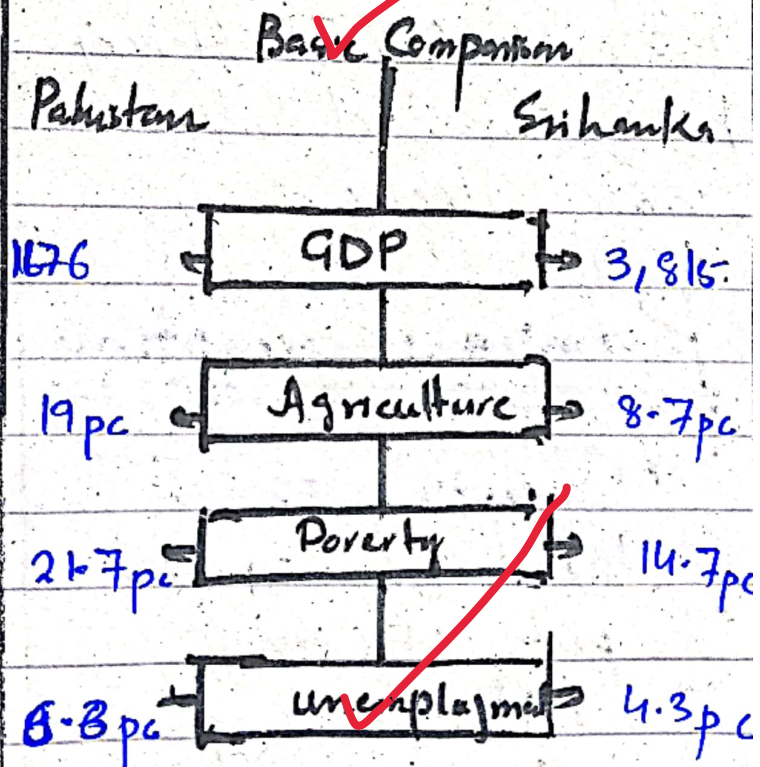 Basic Comparison
Pakistan Srilanka
1676 GDP 3,815
19pc Agriculture 8.7pc
21.7pc Poverty 14.7pc
pc unemployment 4.3pc